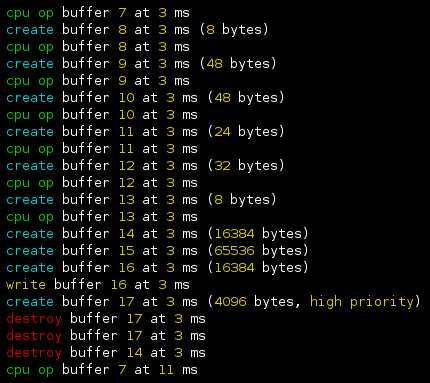 cpu op buffer 7 at 3 ms
create buffer 8 at 3 ms (8 bytes)
cpu op buffer 8 at 3 ms
create buffer 9 at 3 ms (48 bytes)
cpu op buffer 9 at 3 ms
create buffer 10 at 3 ms (48 bytes)
cpu op buffer 10 at 3 ms
create buffer 11 at 3 ms (24 bytes)
cpu op buffer 11 at 3 ms
create buffer 12 at 3 ms (32 bytes)
cpu op buffer 12 at 3 ms
create buffer 13 at 3 ms (8 bytes)
cpu op buffer 13 at 3 ms
create buffer 14 at 3 ms (16384 bytes)
create buffer 15 at 3 ms (65536 bytes)
create buffer 16 at 3 ms (16384 bytes)
write buffer 16 at 3 ms
create buffer 17 at 3 ms (4096 bytes, high priority)
destroy buffer 17 at 3 ms
destroy buffer 17 at 3 ms
destroy buffer 14 at 3 ms
cpu op buffer 7 at 11 ms